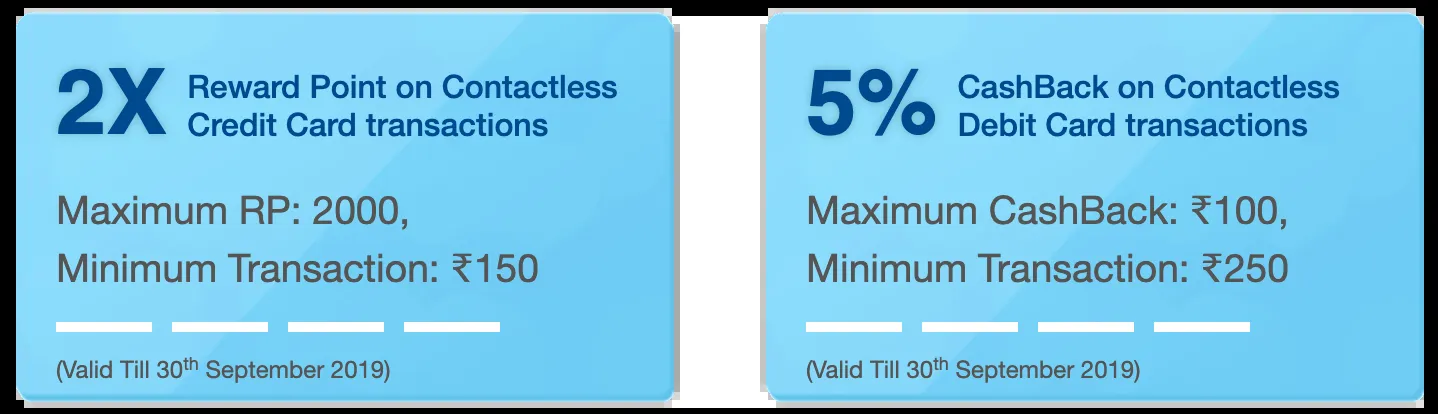 2X
Reward Point on Contactless
Credit Card transactions
Maximum RP: 2000,
Minimum Transaction: ₹150
(Valid Till 30th September 2019)
5%
CashBack on Contactless
Debit Card transactions
Maximum CashBack: ₹100,
Minimum Transaction: ₹250
(Valid Till 30th September 2019)